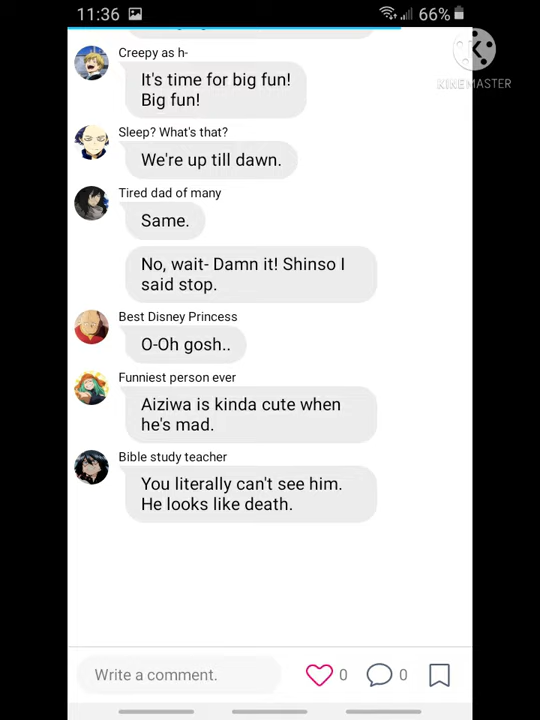 11:36
66%
K
KINEMASTER
Creepy as h-
It's time for big fun!
Big fun!
Sleep? What's that?
We're up till dawn.
Tired dad of many
Same.
No, wait- Damn it! Shinso I
said stop.
Best Disney Princess
O-Oh gosh..
Funniest person ever
Aiziwa is kinda cute when
he's mad.
Bible study teacher
You literally can't see him.
He looks like death.
Write a comment.
0
0